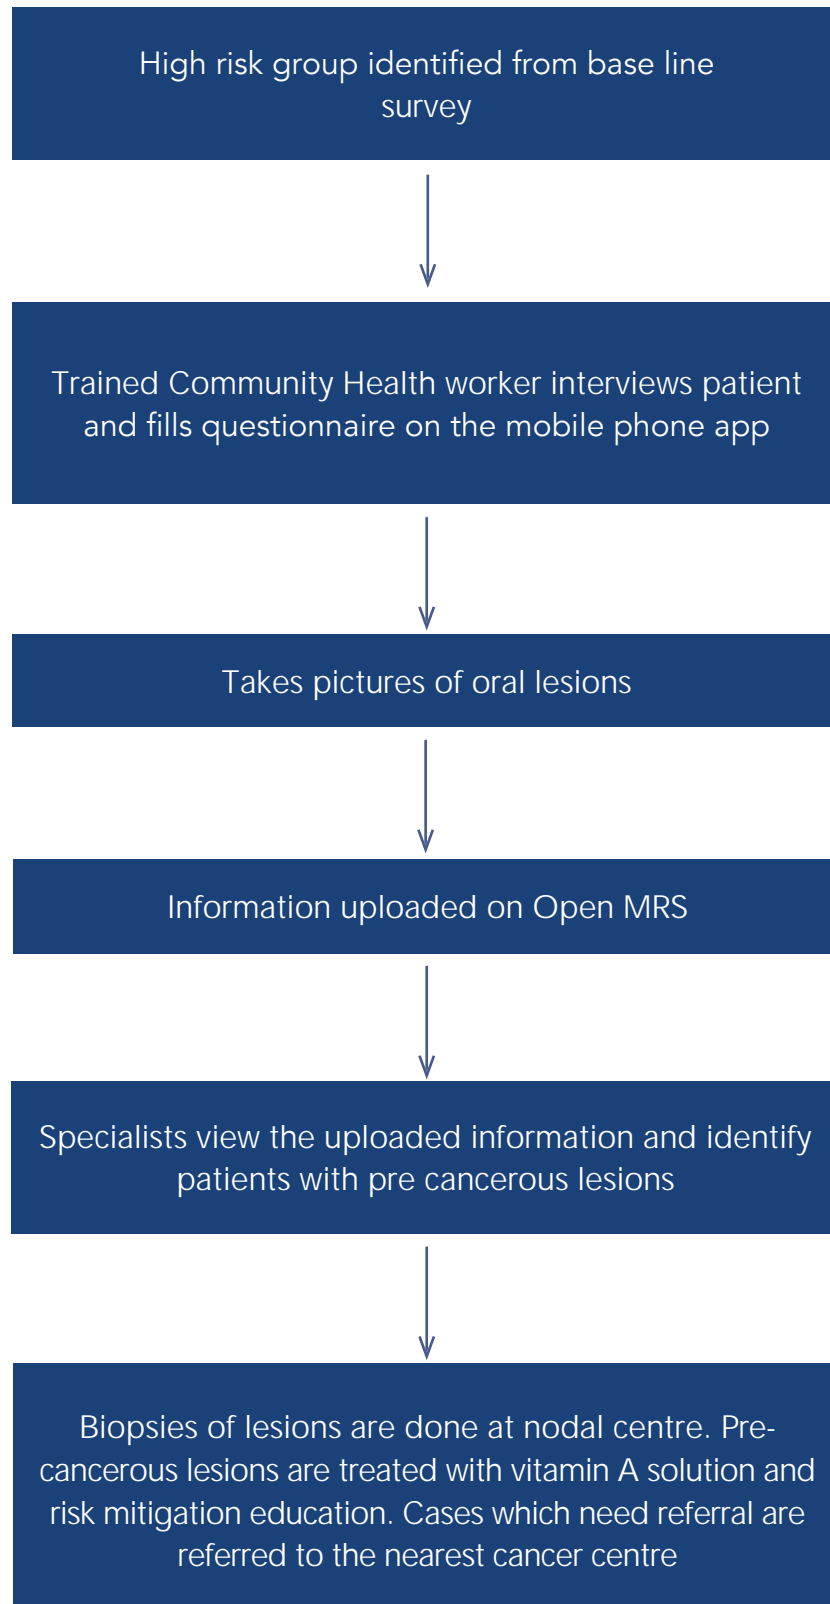 High risk group identified from base line
survey
Trained Community Health worker interviews patient
and fills questionnaire on the mobile phone app
Takes pictures of oral lesions
Information uploaded on Open MRS
Specialists view the uploaded information and identify
patients with pre cancerous lesions
Biopsies of lesions are done at nodal centre. Pre-
cancerous lesions are treated with vitamin A solution and
risk mitigation education. Cases which need referral are
referred to the nearest cancer centre